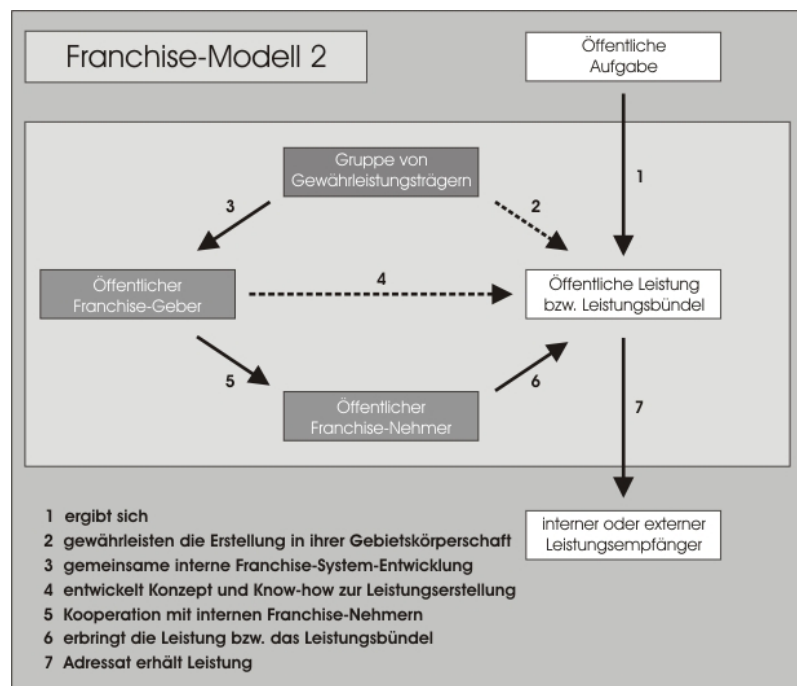 Franchise-Modell 2
Öffentliche
Aufgabe
Gruppe von
Gewährleistungsträgern
1
3
2
Öffentlicher
Franchise-Geber
4
Öffentliche Leistung
bzw. Leistungsbündel
5
6
7
Öffentlicher
Franchise-Nehmer
interner oder externer
Leistungsempfänger
1 ergibt sich
2 gewährleisten die Erstellung in ihrer Gebietskörperschaft
3 gemeinsame interne Franchise-System-Entwicklung
4 entwickelt Konzept und Know-how zur Leistungserstellung
5 Kooperation mit internen Franchise-Nehmern
6 erbringt die Leistung bzw. das Leistungsbündel
7 Adressat erhält Leistung